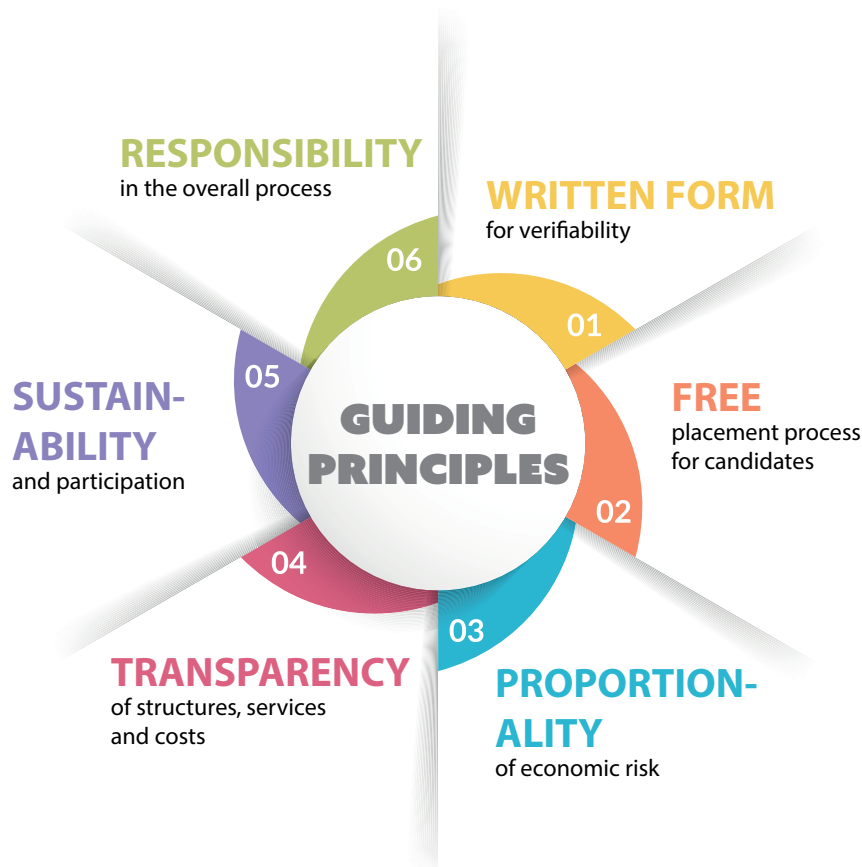 GUIDING
PRINCIPLES
01
WRITTEN FORM
for verifiability
02
FREE
placement process
for candidates
03
PROPORTION-
ALITY
of economic risk
04
TRANSPARENCY
of structures, services
and costs
05
SUSTAIN-
ABILITY
and participation
06
RESPONSIBILITY
in the overall process